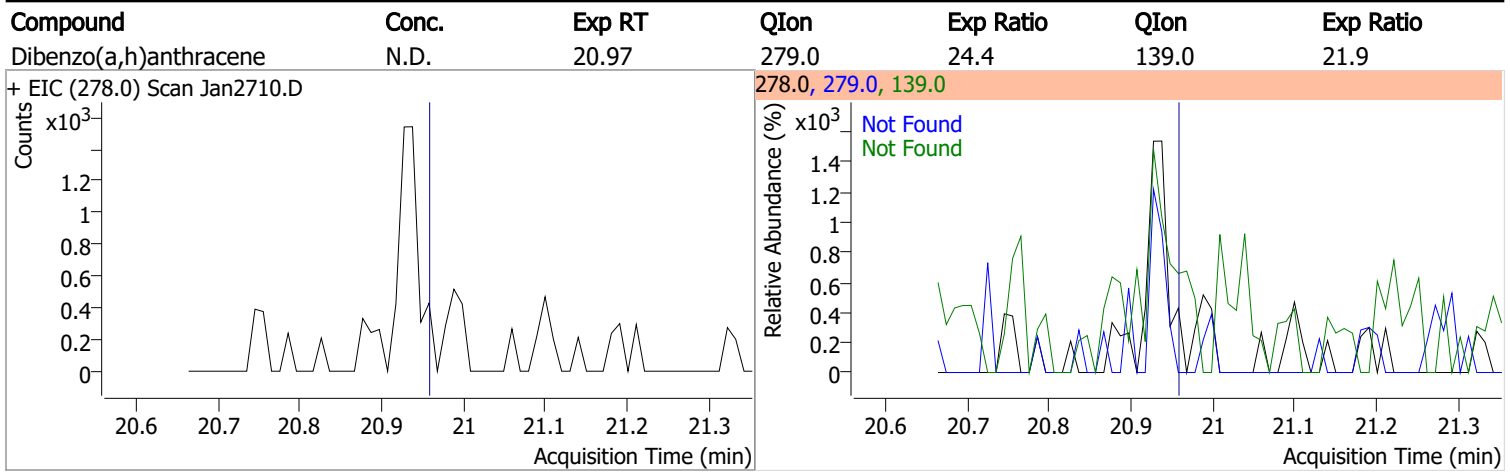 Compound Conc. Exp RT QIon Exp Ratio QIon Exp Ratio
Dibenzo(a,h)anthracene N.D. 20.97 279.0 24.4 139.0 21.9
+ EIC (278.0) Scan Jan2710.D
Counts
x10³
1.2
1
0.8
0.6
0.4
0.2
0
20.6 20.7 20.8 20.9 21 21.1 21.2 21.3
Acquisition Time (min)
278.0, 279.0, 139.0
Relative Abundance (%)
x10³
Not Found
Not Found
1.4
1.2
1
0.8
0.6
0.4
0.2
0
20.6 20.7 20.8 20.9 21 21.1 21.2 21.3
Acquisition Time (min)